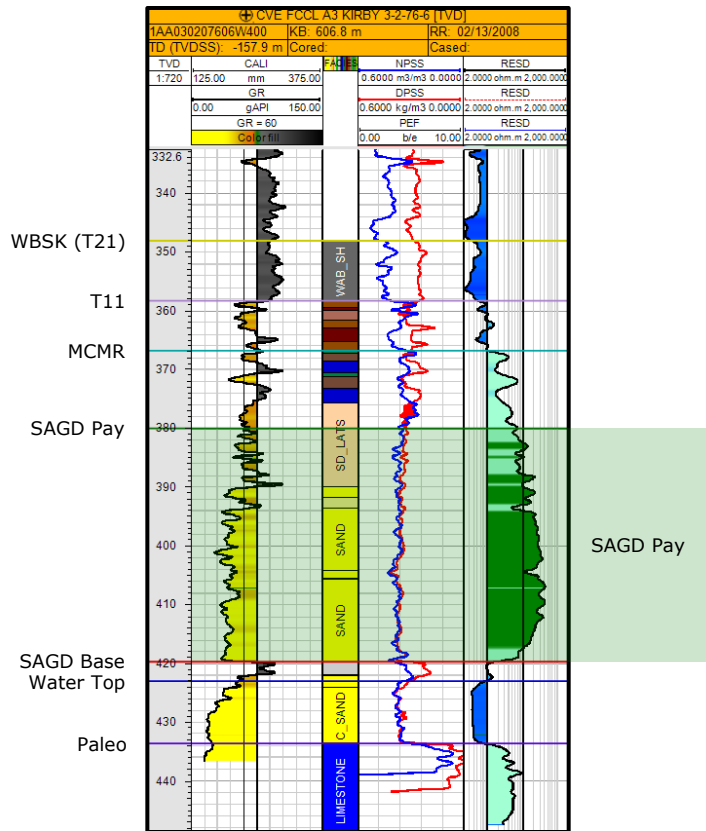 CVE FCCL A3 KIRBY 3-2-76-6 [TVD]
1AA030207606W400 KB: 606.8 m RR: 02/13/2008
TD (TVDSS): -157.9 m Cored: Cased:
TVD CALI FACIES NPSS RESD
1:720 125.00 mm 375.00 0.6000 m3/m3 0.0000 2.0000 ohm.m 2,000.0000
GR DPSS RESD
0.00 gAPI 150.00 0.6000 kg/m3 0.0000 2.0000 ohm.m 2,000.0000
GR = 60 PEF RESD
Color fill 0.00 b/e 10.00 2.0000 ohm.m 2,000.0000
332.6
340
WBSK (T21)
350
WAB_SH
T11
360
MCMR
370
SAGD Pay
380
SD_LATS
390
SAND
400
SAGD Pay
410
SAND
SAGD Base
420
Water Top
C_SAND
430
Paleo
440
LIMESTONE